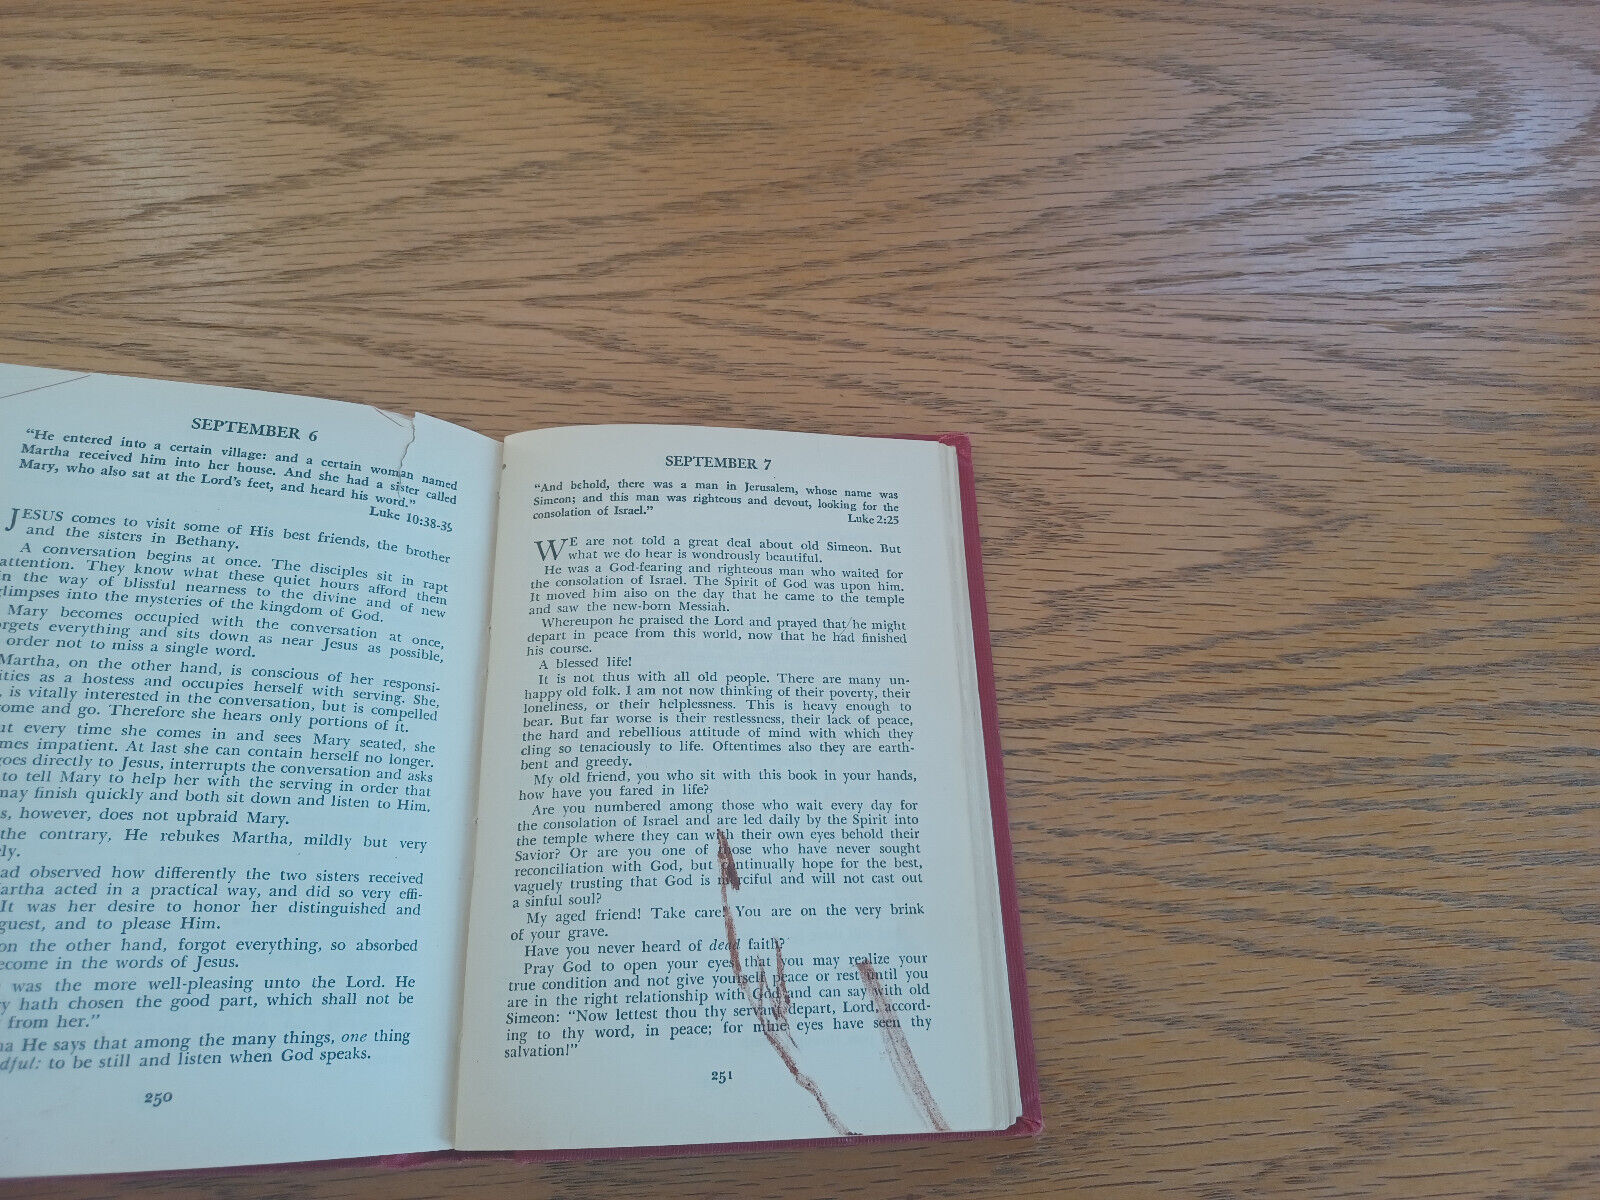 SEPTEMBER 6
"He entered into a certain village: and a certain woman named
Martha received him into her house. And she had a sister called
Mary, who also sat at the Lord's feet, and heard his word."
Luke 10:38-39
JESUS comes to visit some of His best friends, the brother
and the sisters in Bethany.
A conversation begins at once. The disciples sit in rapt
attention. They know what these quiet hours afford them
in the way of blissful nearness to the divine and of new
glimpses into the mysteries of the kingdom of God.
Mary becomes occupied with the conversation at once,
orgets everything and sits down as near Jesus as possible,
order not to miss a single word.
Martha, on the other hand, is conscious of her responsi-
ities as a hostess and occupies herself with serving. She,
, is vitally interested in the conversation, but is compelled
ome and go. Therefore she hears only portions of it.
ut every time she comes in and sees Mary seated, she
mes impatient. At last she can contain herself no longer.
goes directly to Jesus, interrupts the conversation and asks
to tell Mary to help her with the serving in order that
may finish quickly and both sit down and listen to Him.
s, however, does not upbraid Mary.
the contrary, He rebukes Martha, mildly but very
ely.
ad observed how differently the two sisters received
Martha acted in a practical way, and did so very effi-
It was her desire to honor her distinguished and
guest, and to please Him.
on the other hand, forgot everything, so absorbed
ecome in the words of Jesus.
was the more well-pleasing unto the Lord. He
y hath chosen the good part, which shall not be
from her."
ha He says that among the many things, one thing
dful: to be still and listen when God speaks.
250
SEPTEMBER 7
"And behold, there was a man in Jerusalem, whose name was
Simeon; and this man was righteous and devout, looking for the
consolation of Israel."
Luke 2:25
WE are not told a great deal about old Simeon. But
what we do hear is wondrously beautiful.
He was a God-fearing and righteous man who waited for
the consolation of Israel. The Spirit of God was upon him.
It moved him also on the day that he came to the temple
and saw the new-born Messiah.
Whereupon he praised the Lord and prayed that he might
depart in peace from this world, now that he had finished
his course.
A blessed life!
It is not thus with all old people. There are many un-
happy old folk. I am not now thinking of their poverty, their
loneliness, or their helplessness. This is heavy enough to
bear. But far worse is their restlessness, their lack of peace,
the hard and rebellious attitude of mind with which they
cling so tenaciously to life. Oftentimes also they are earth-
bent and greedy.
My old friend, you who sit with this book in your hands,
how have you fared in life?
Are you numbered among those who wait every day for
the consolation of Israel and are led daily by the Spirit into
the temple where they can with their own eyes behold their
Savior? Or are you one of those who have never sought
reconciliation with God, but continually hope for the best,
vaguely trusting that God is merciful and will not cast out
a sinful soul?
My aged friend! Take care! You are on the very brink
of your grave.
Have you never heard of dead faith?
Pray God to open your eyes that you may realize your
true condition and not give yourself peace or rest until you
are in the right relationship with God and can say with old
Simeon: "Now lettest thou thy servant depart, Lord, accord-
ing to thy word, in peace; for mine eyes have seen thy
salvation!"
251